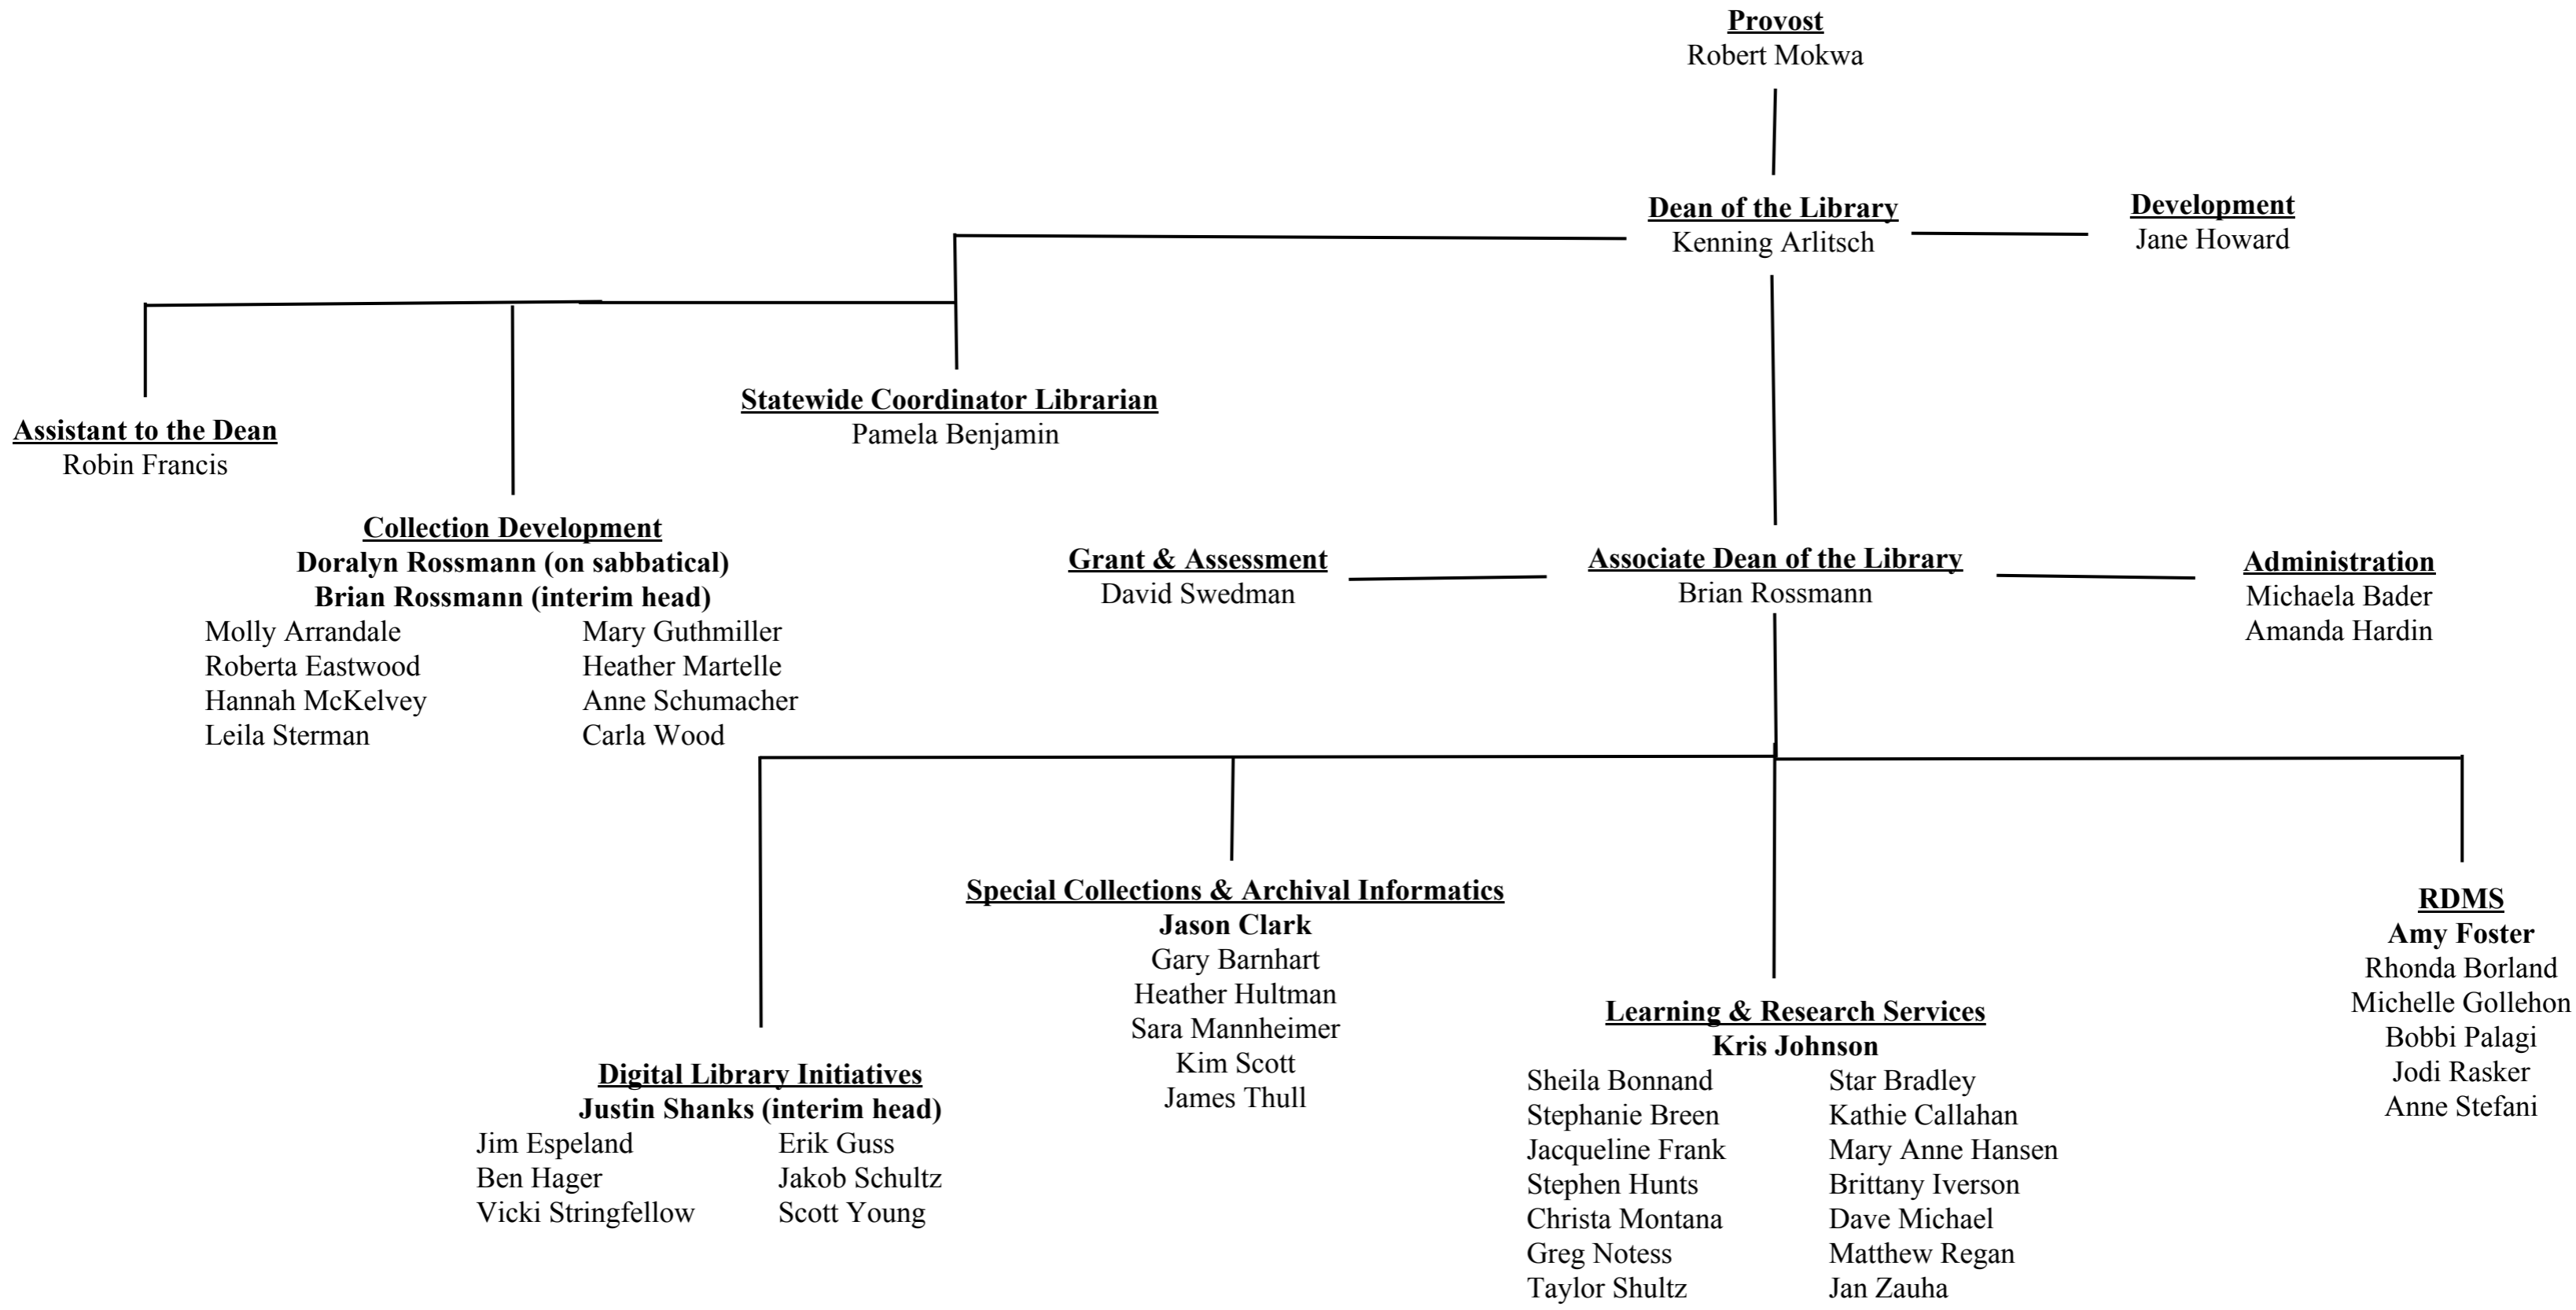 Provost
Robert Mokwa
Dean of the Library
Kenning Arlitsch
Development
Jane Howard
Assistant to the Dean
Robin Francis
Statewide Coordinator Librarian
Pamela Benjamin
Collection Development
Doralyn Rossmann (on sabbatical)
Brian Rossmann (interim head)
Molly Arrandale
Roberta Eastwood
Hannah McKelvey
Leila Sterman
Mary Guthmiller
Heather Martelle
Anne Schumacher
Carla Wood
Grant & Assessment
David Swedman
Associate Dean of the Library
Brian Rossmann
Administration
Michaela Bader
Amanda Hardin
Digital Library Initiatives
Justin Shanks (interim head)
Jim Espeland
Ben Hager
Vicki Stringfellow
Erik Guss
Jakob Schultz
Scott Young
Special Collections & Archival Informatics
Jason Clark
Gary Barnhart
Heather Hultman
Sara Mannheimer
Kim Scott
James Thull
Learning & Research Services
Kris Johnson
Sheila Bonnand
Stephanie Breen
Jacqueline Frank
Stephen Hunts
Christa Montana
Greg Notess
Taylor Shultz
Star Bradley
Kathie Callahan
Mary Anne Hansen
Brittany Iverson
Dave Michael
Matthew Regan
Jan Zauha
RDMS
Amy Foster
Rhonda Borland
Michelle Gollehon
Bobbi Palagi
Jodi Rasker
Anne Stefani